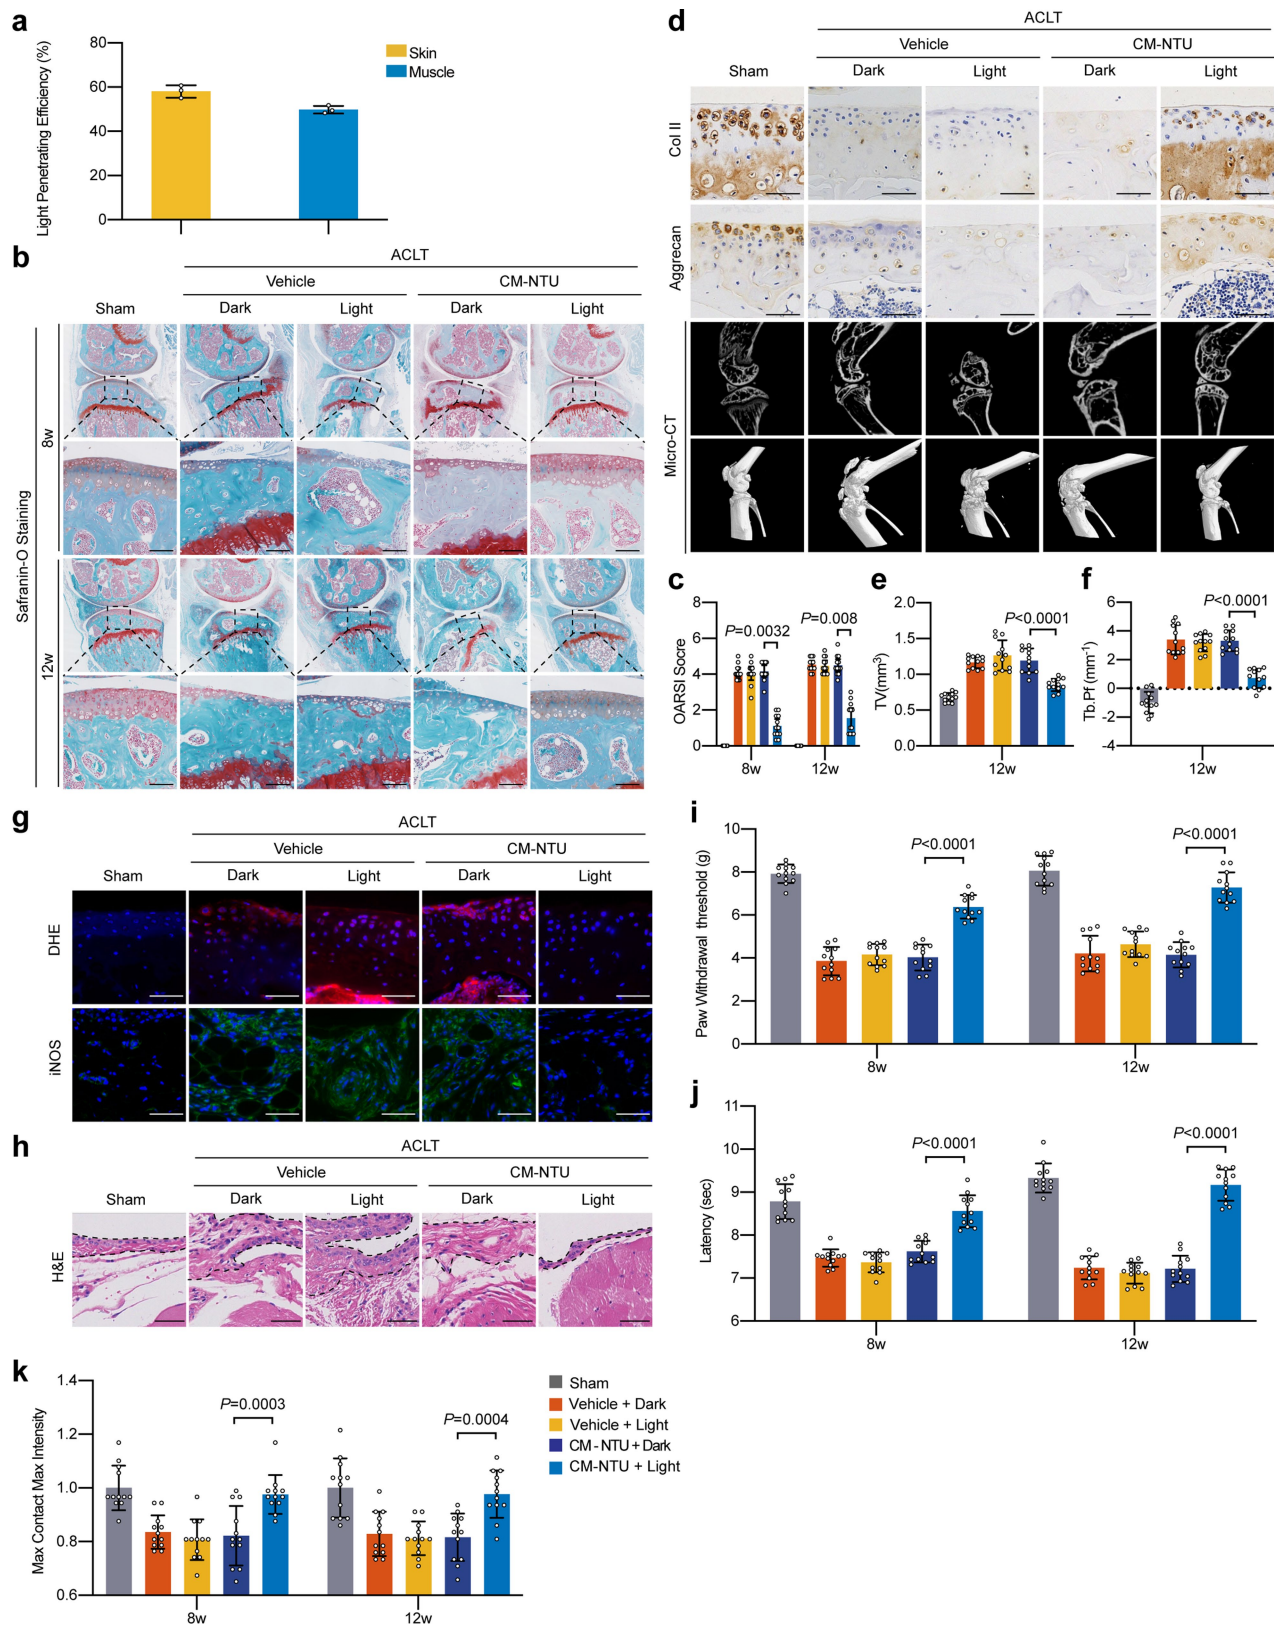 a
Light Penetrating Efficiency (%)
80
60
40
20
0
Skin
Muscle
b
ACLT
Vehicle
CM-NTU
Sham
Dark
Light
Dark
Light
Safranin-O Staining
8w
12w
d
ACLT
Vehicle
CM-NTU
Sham
Dark
Light
Dark
Light
Col II
Aggrecan
Micro-CT
c
OARSI Socre
8
6
4
2
0
P=0.0032
P=0.008
8w
12w
e
TV(mm³)
2.0
1.5
1.0
0.5
0.0
P<0.0001
12w
f
Tb.Pf (mm⁻¹)
6
4
2
0
-2
-4
P<0.0001
12w
g
ACLT
Vehicle
CM-NTU
Sham
Dark
Light
Dark
Light
DHE
iNOS
h
ACLT
Vehicle
CM-NTU
Sham
Dark
Light
Dark
Light
H&E
i
Paw Withdrawal threshold (g)
10
8
6
4
2
0
P<0.0001
P<0.0001
8w
12w
j
Latency (sec)
11
10
9
8
7
6
P<0.0001
P<0.0001
8w
12w
k
Max Contact Max Intensity
1.4
1.2
1.0
0.8
0.6
P=0.0003
P=0.0004
8w
12w
Sham
Vehicle + Dark
Vehicle + Light
CM-NTU + Dark
CM-NTU + Light